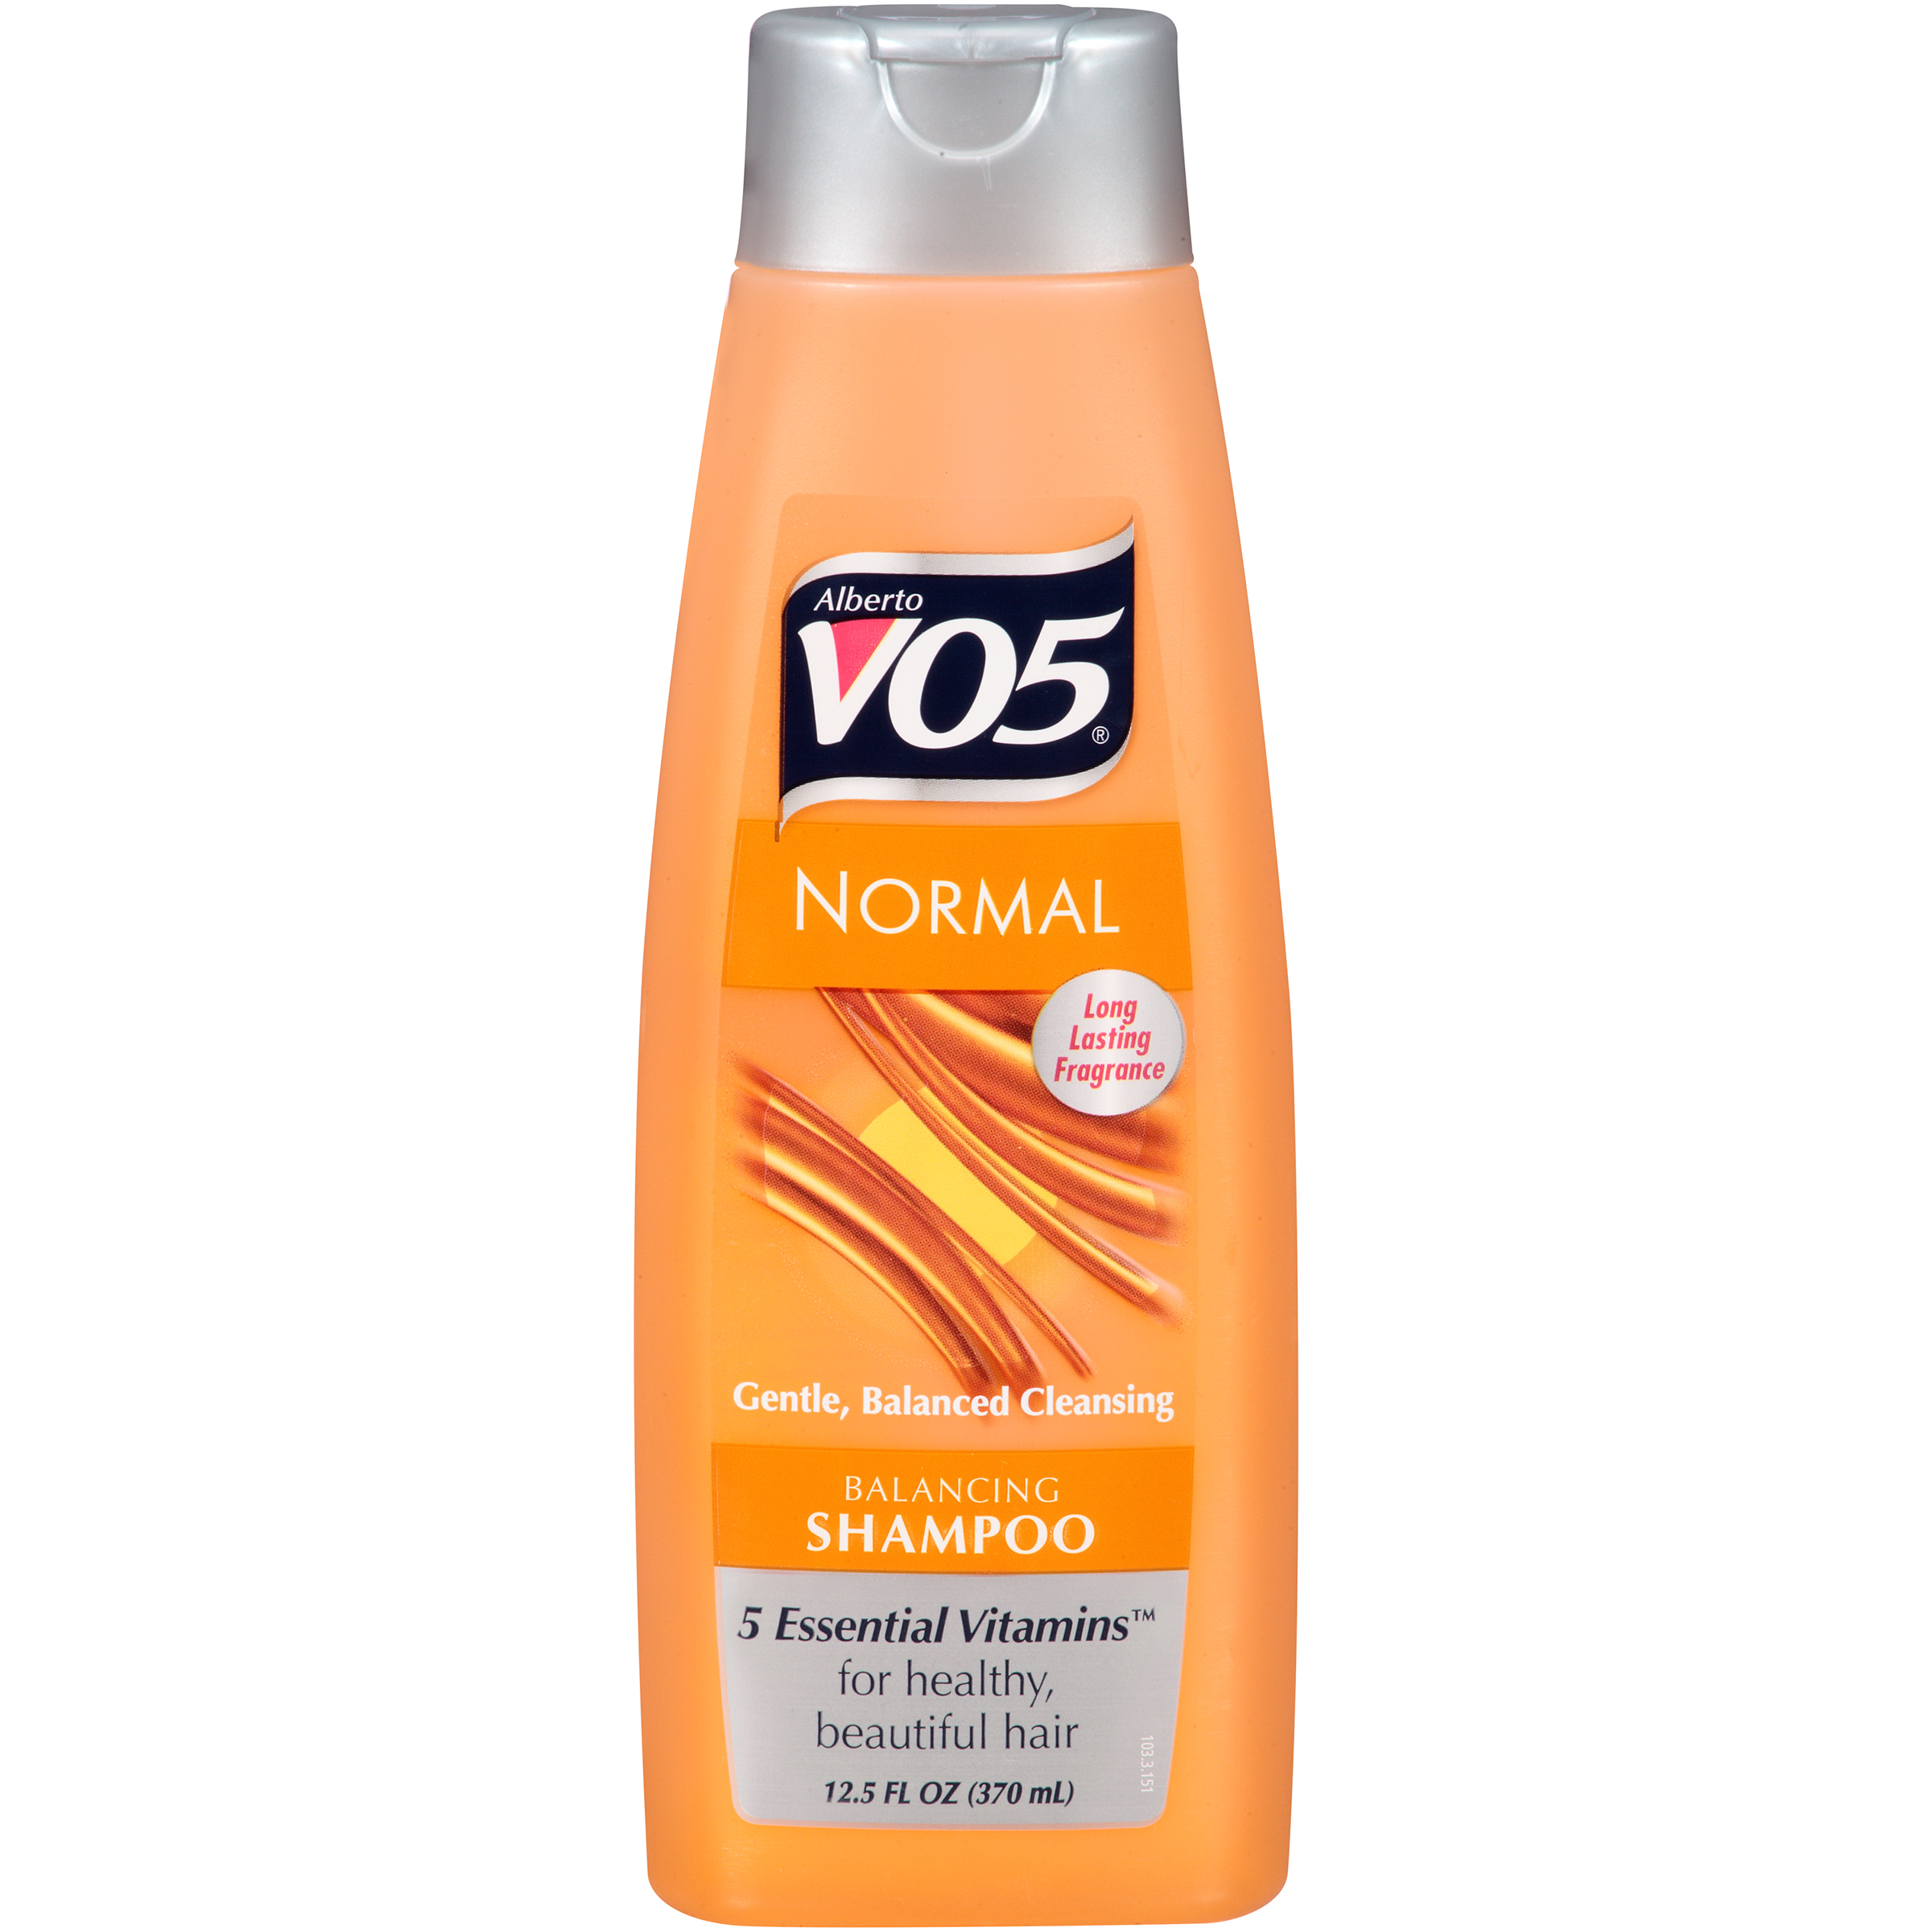 Alberto
VO5®
NORMAL
Long
Lasting
Fragrance
Gentle, Balanced Cleansing
BALANCING
SHAMPOO
5 Essential Vitamins™
for healthy,
beautiful hair
12.5 FL OZ (370 mL)
103.3.151